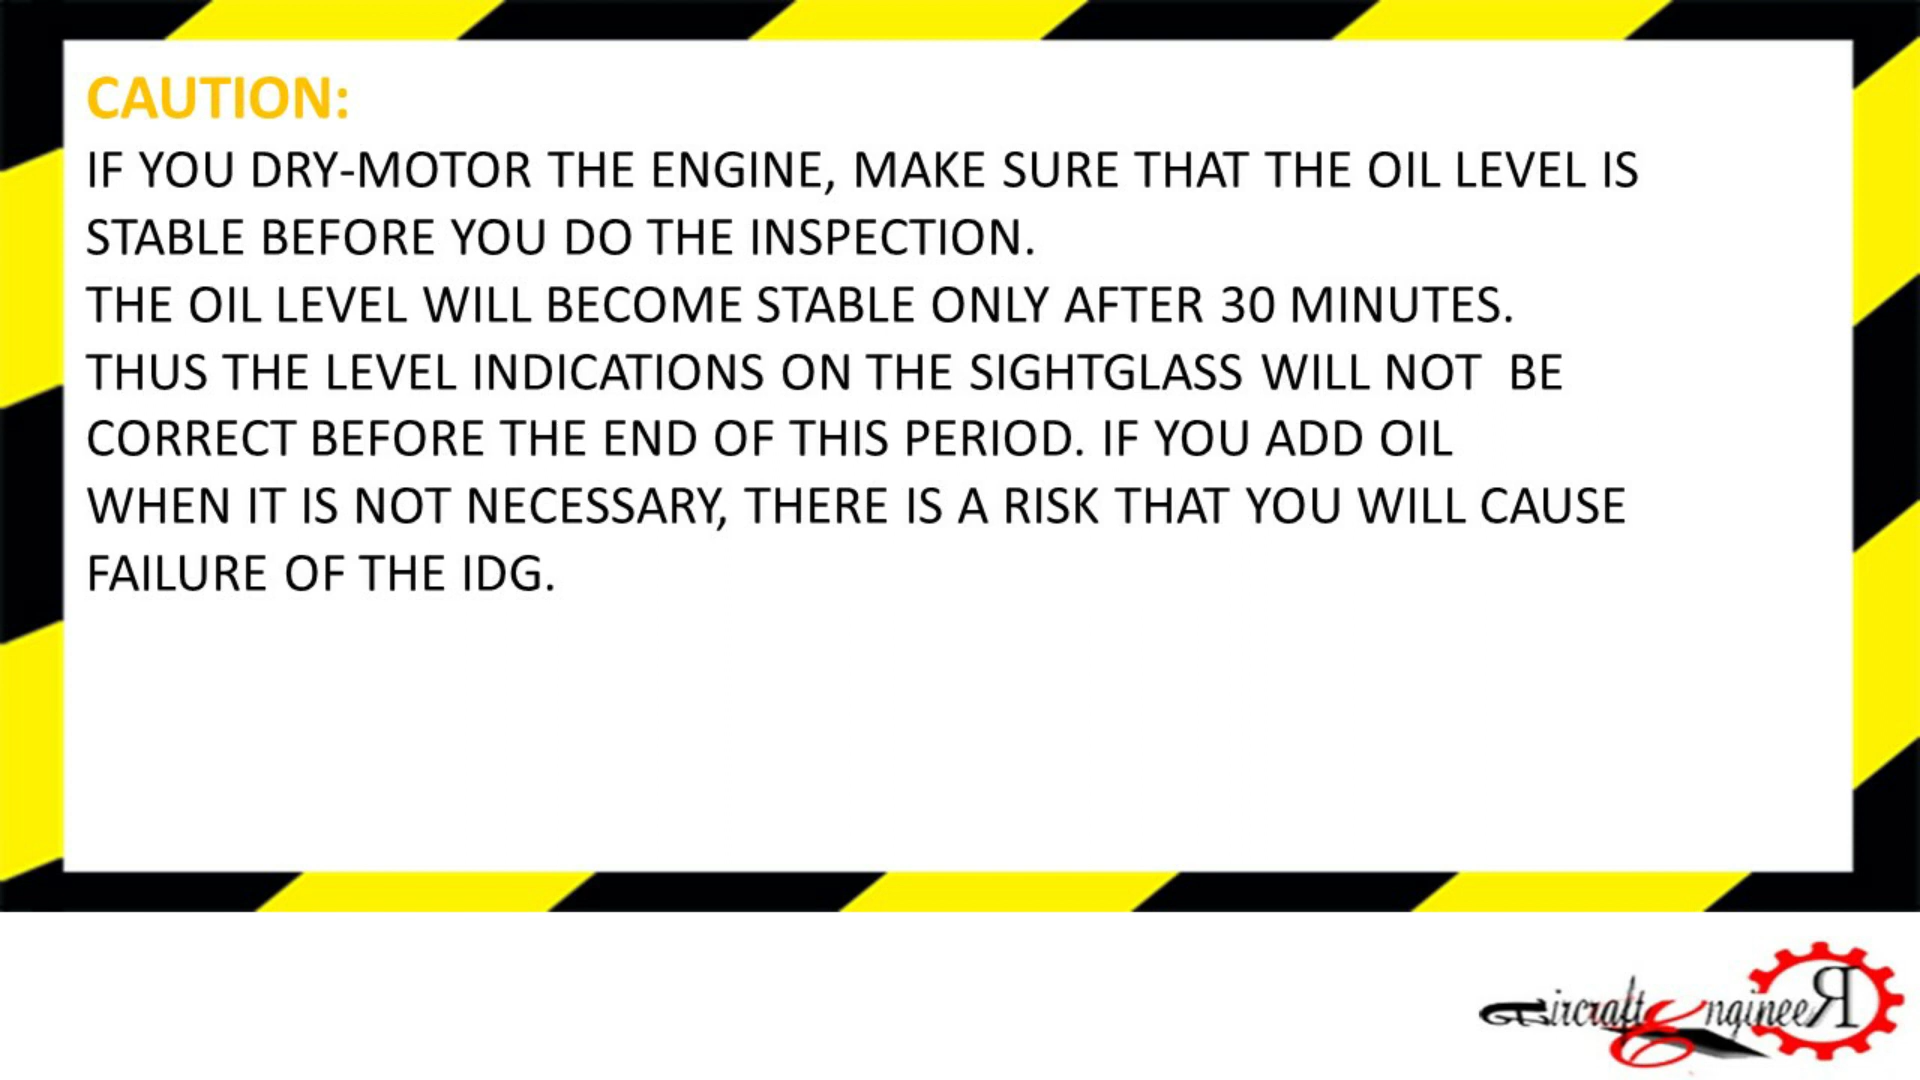 CAUTION:
IF YOU DRY-MOTOR THE ENGINE, MAKE SURE THAT THE OIL LEVEL IS
STABLE BEFORE YOU DO THE INSPECTION.
THE OIL LEVEL WILL BECOME STABLE ONLY AFTER 30 MINUTES.
THUS THE LEVEL INDICATIONS ON THE SIGHTGLASS WILL NOT  BE
CORRECT BEFORE THE END OF THIS PERIOD. IF YOU ADD OIL
WHEN IT IS NOT NECESSARY, THERE IS A RISK THAT YOU WILL CAUSE
FAILURE OF THE IDG.
Aircraft EngineeR